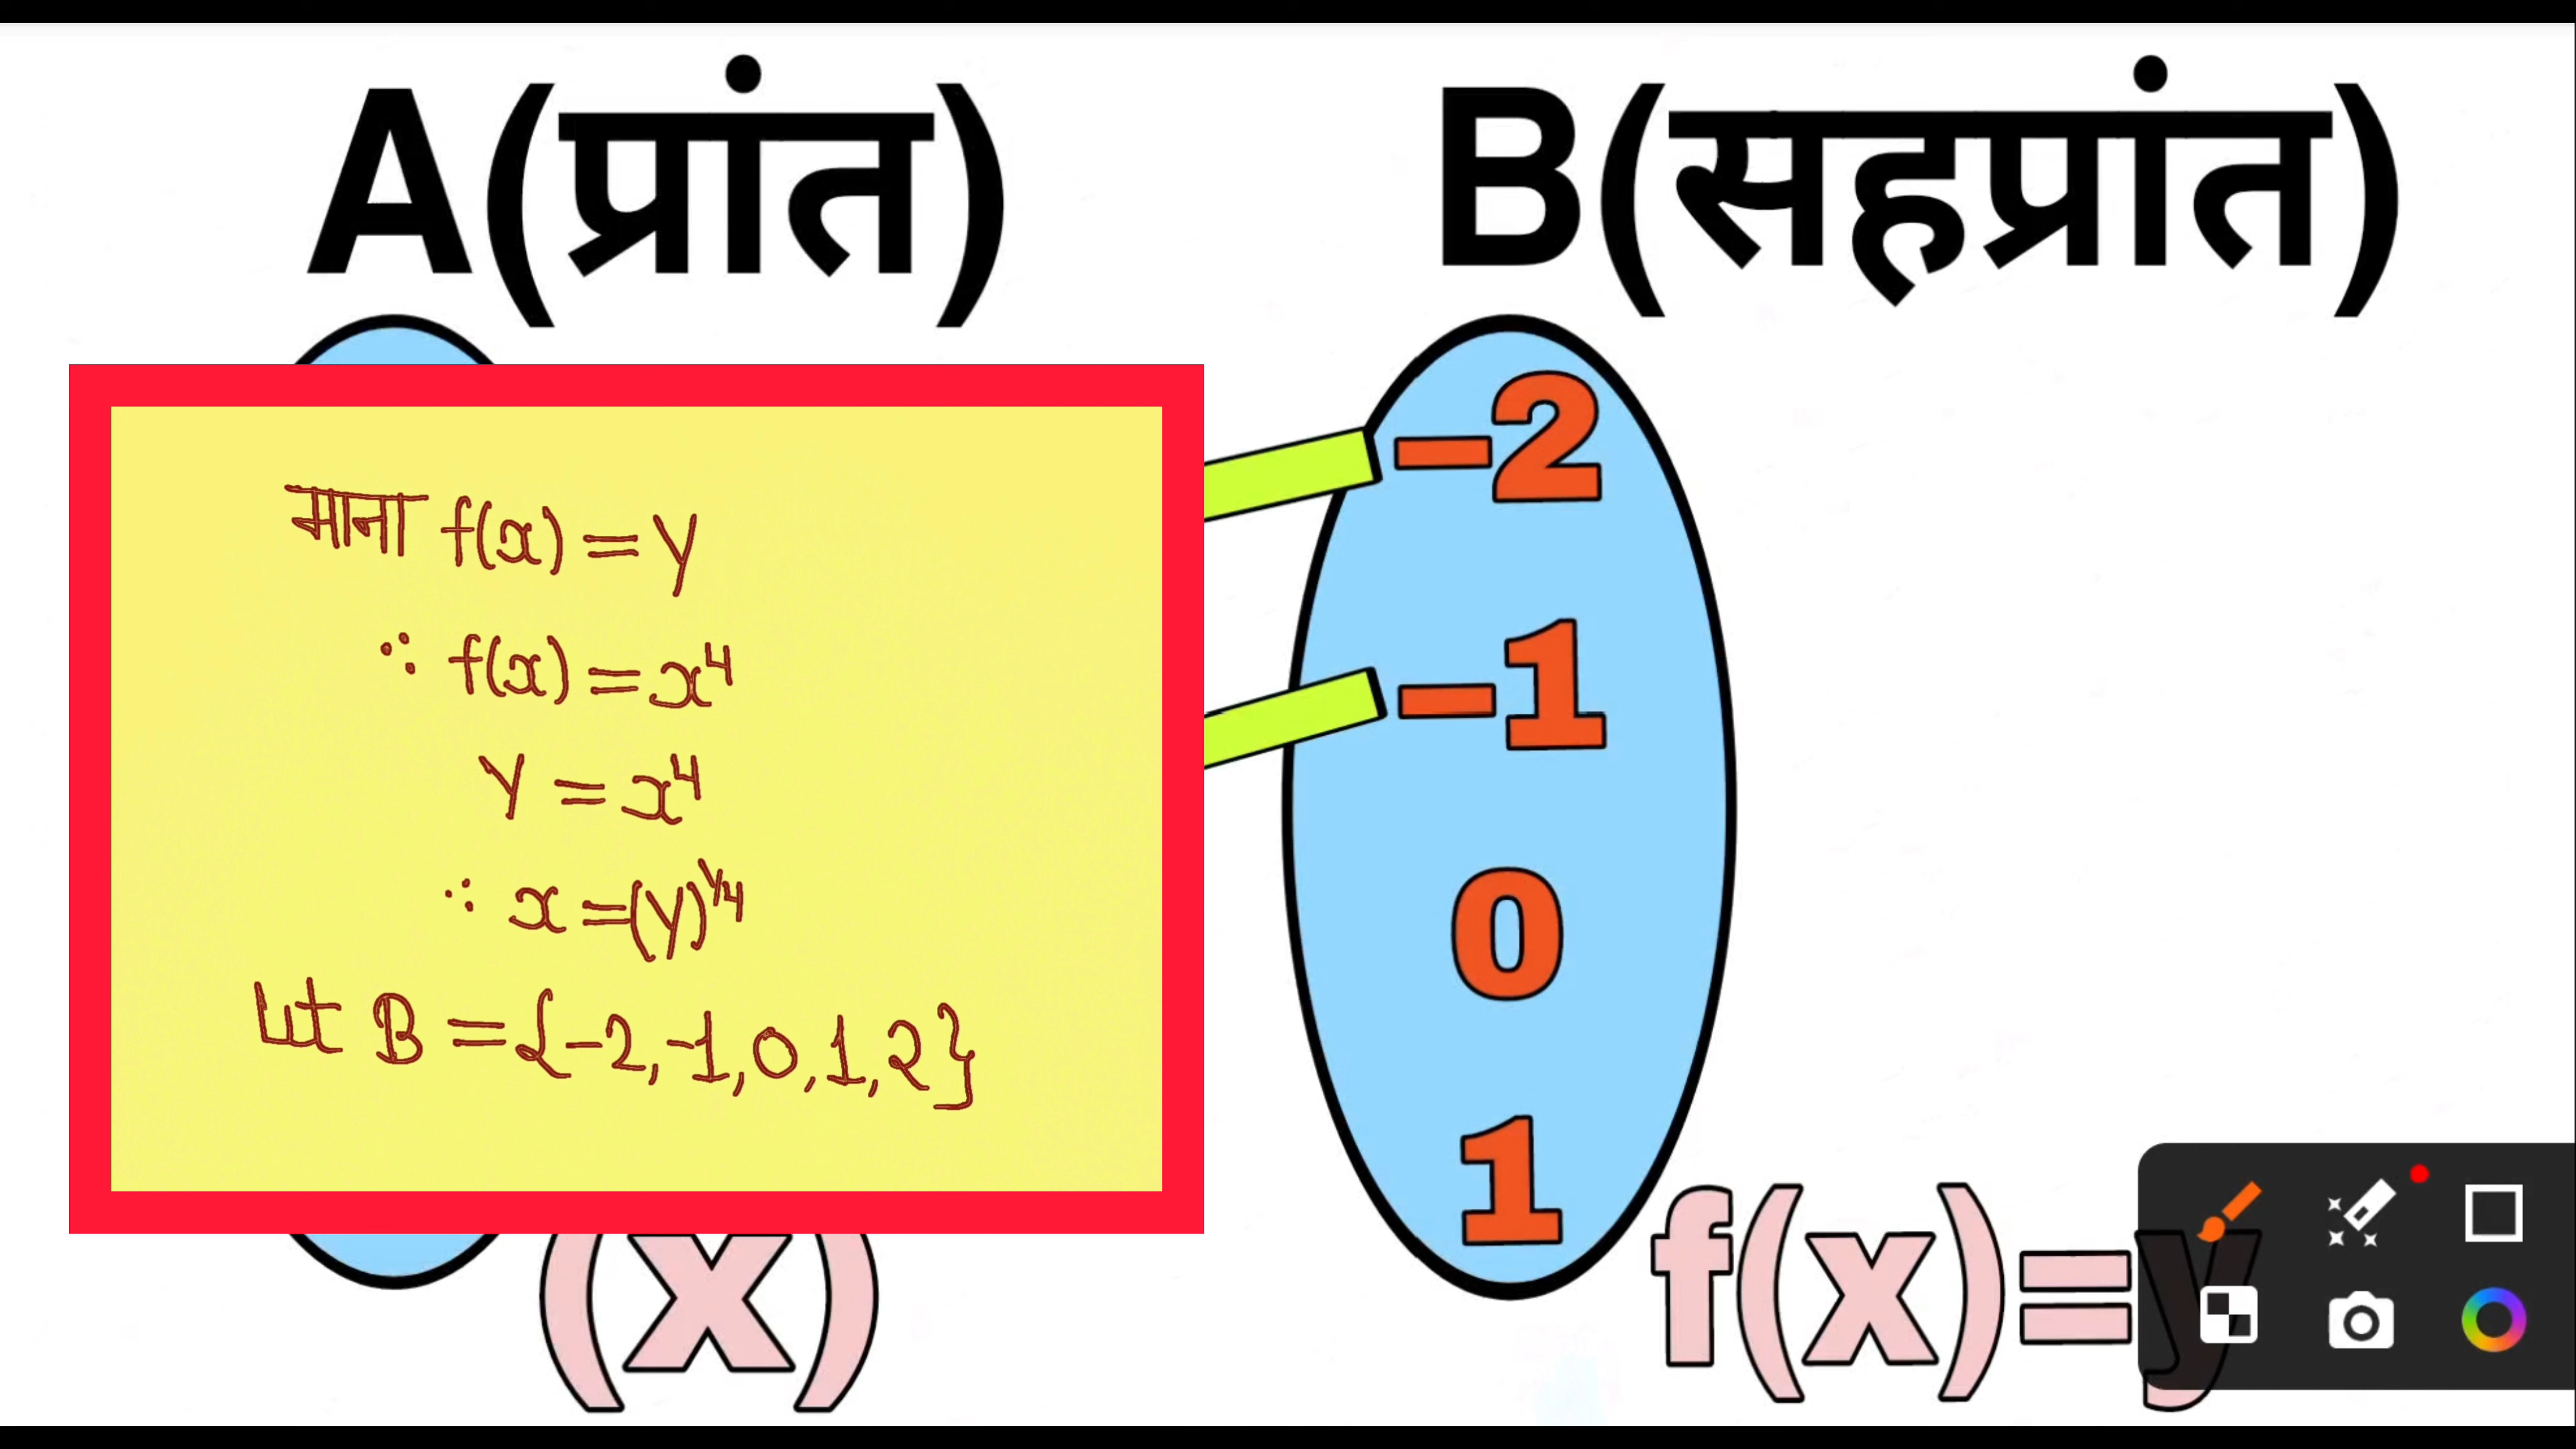 A(प्रांत)
B(सहप्रांत)
माना f(x) = y
∵ f(x) = x⁴
y = x⁴
∵ x = (y)^1/4
Let B = {-2, -1, 0, 1, 2}
-2
-1
0
1
(x)
f(x)=y